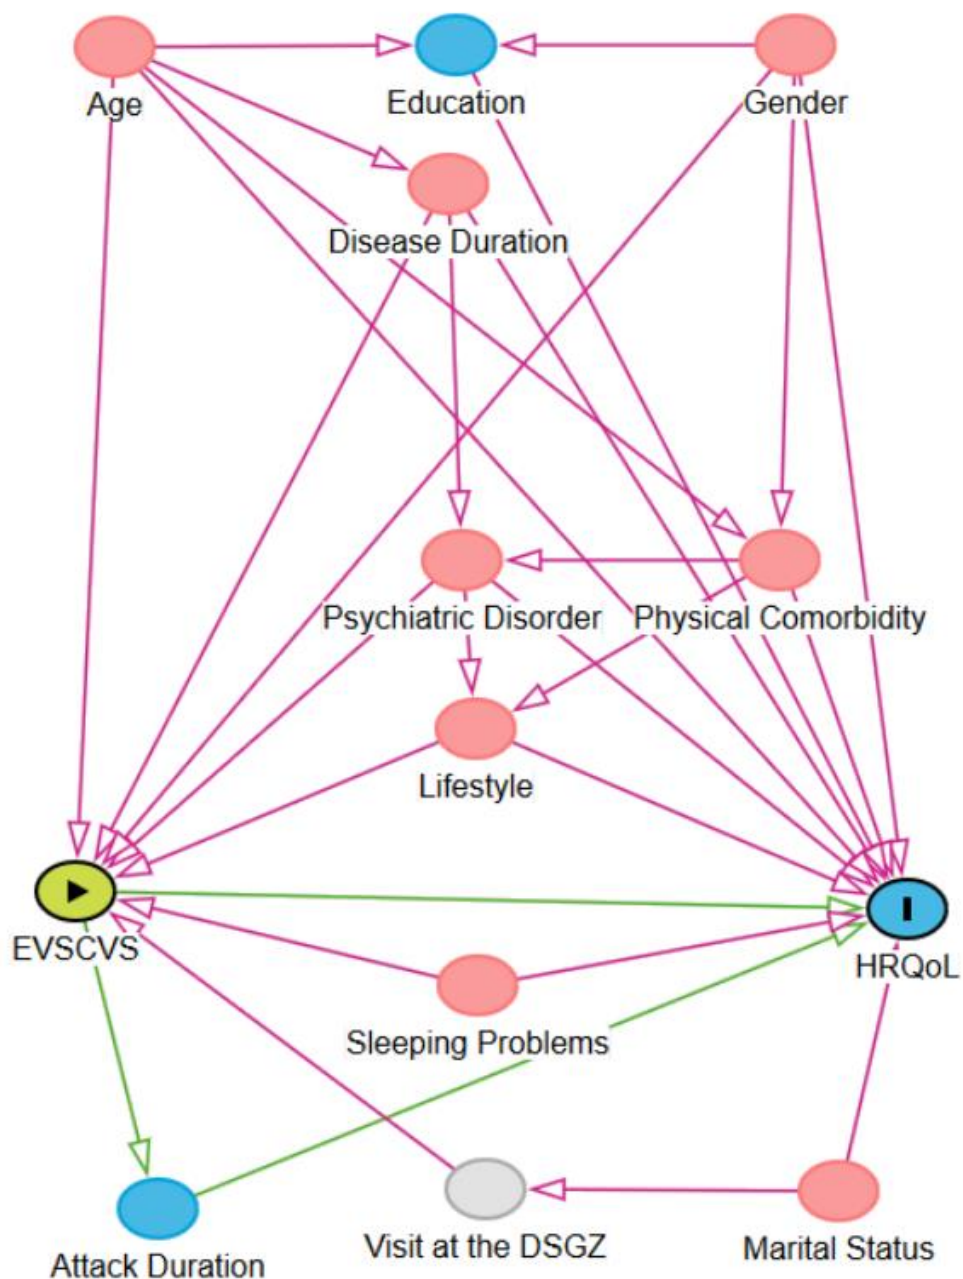 Age
Education
Gender
Disease Duration
Psychiatric Disorder
Physical Comorbidity
Lifestyle
EVSCVS
HRQoL
Sleeping Problems
Attack Duration
Visit at the DSGZ
Marital Status